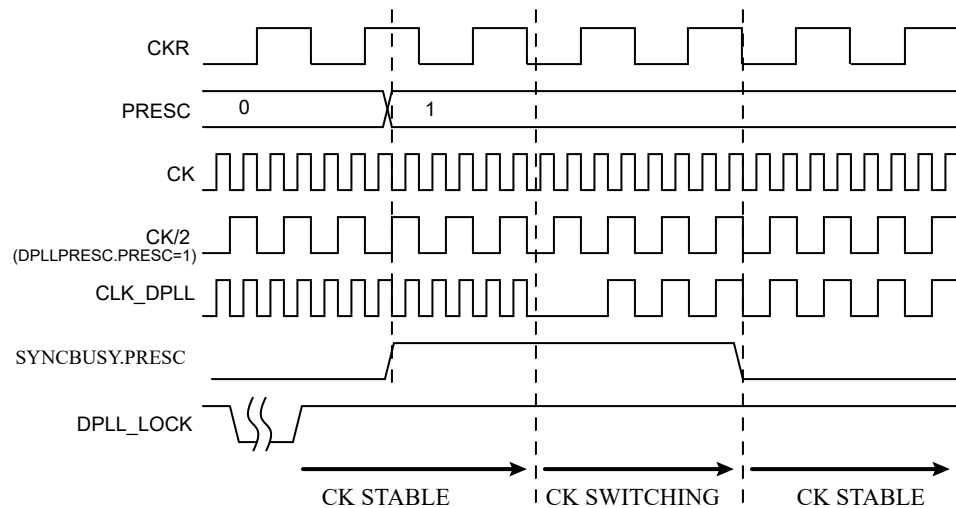 CKR
PRESC 0 1
CK
CK/2
(DPLLPRESC.PRESC=1)
CLK_DPLL
SYNCBUSY.PRESC
DPLL_LOCK
CK STABLE CK SWITCHING CK STABLE